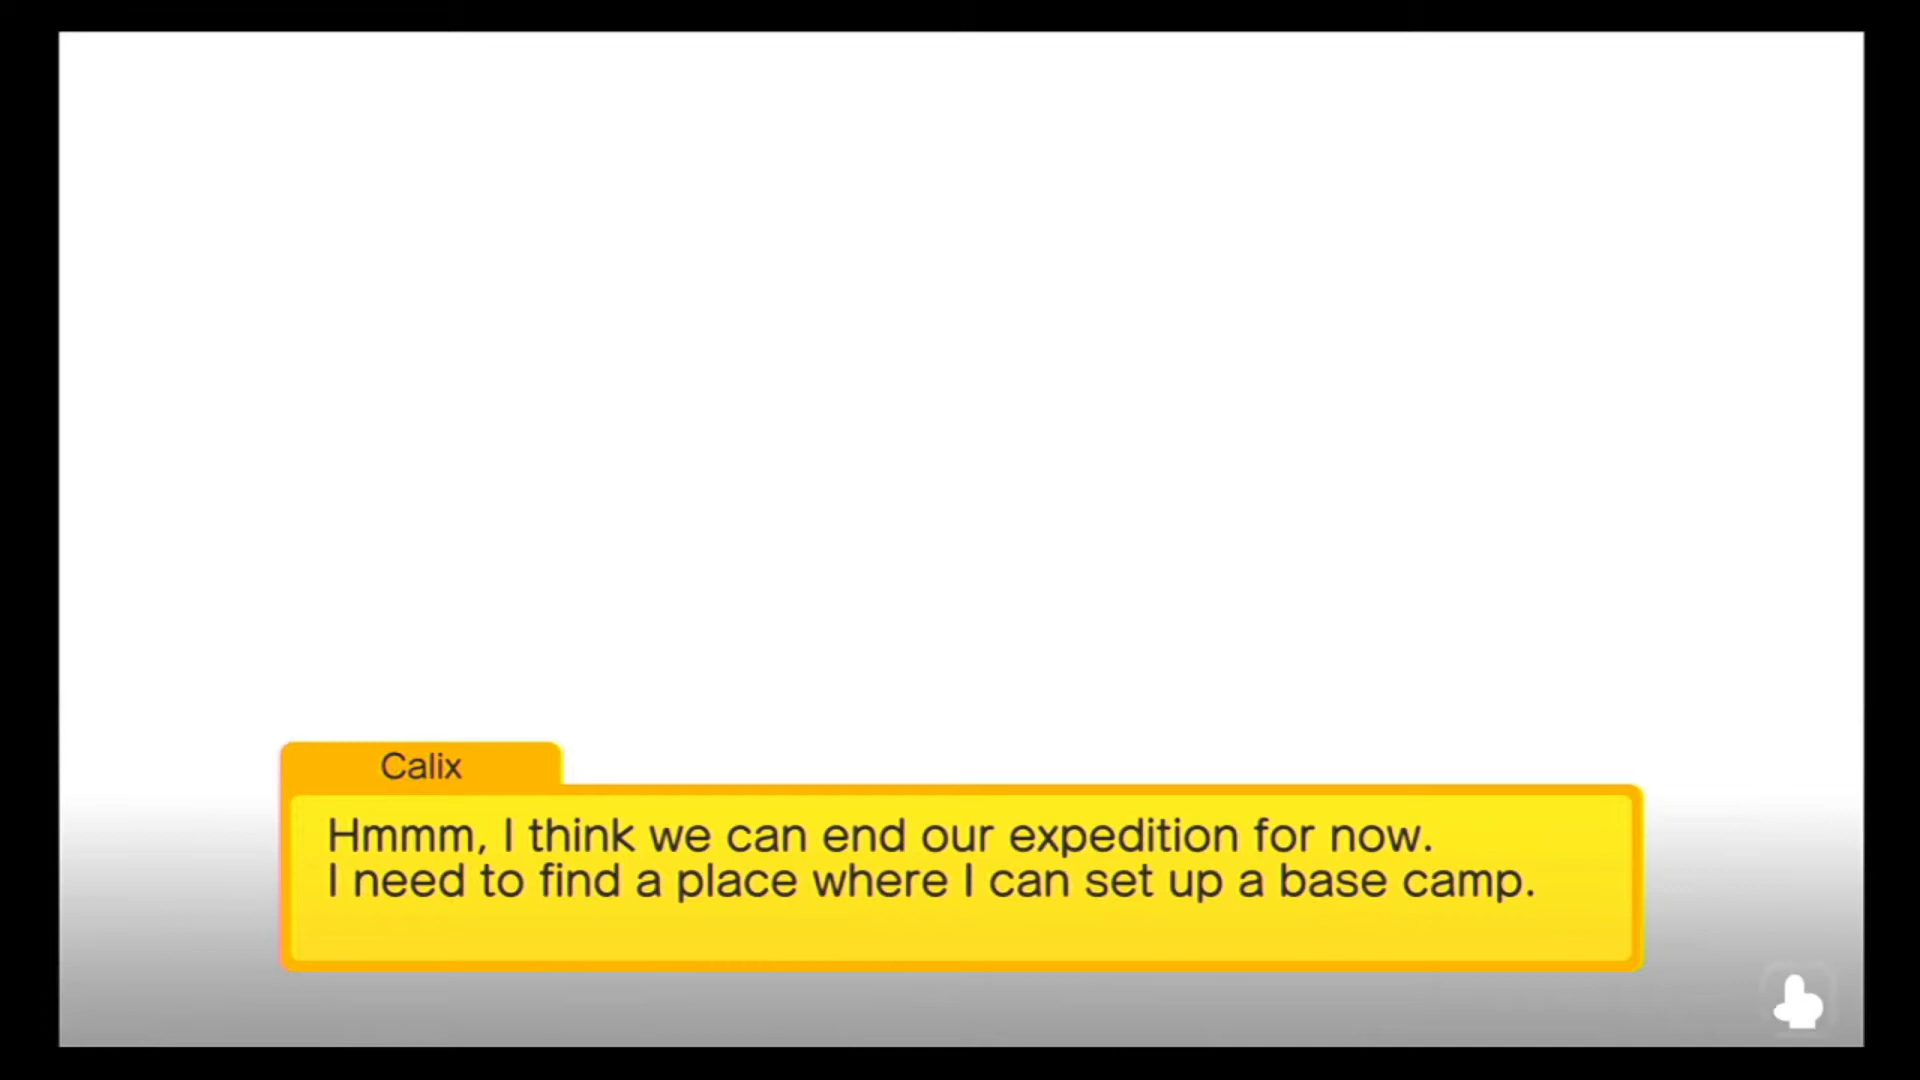 Calix
Hmmm, I think we can end our expedition for now.
I need to find a place where I can set up a base camp.